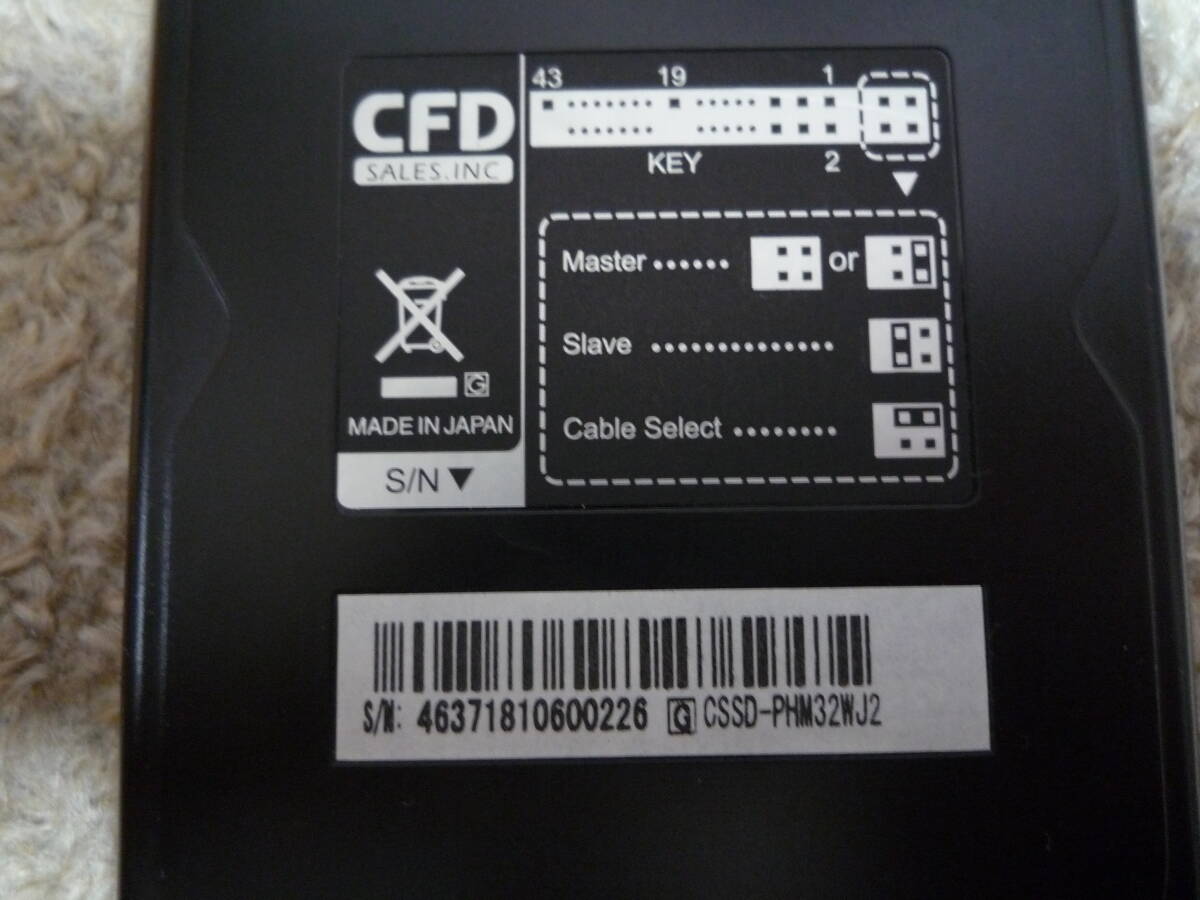 CFD
SALES.INC
G
MADE IN JAPAN
S/N ▼
43 19 1
KEY 2
Master ...... or
Slave ..............
Cable Select ........
S/N: 46371810600226 G CSSD-PHM32WJ2